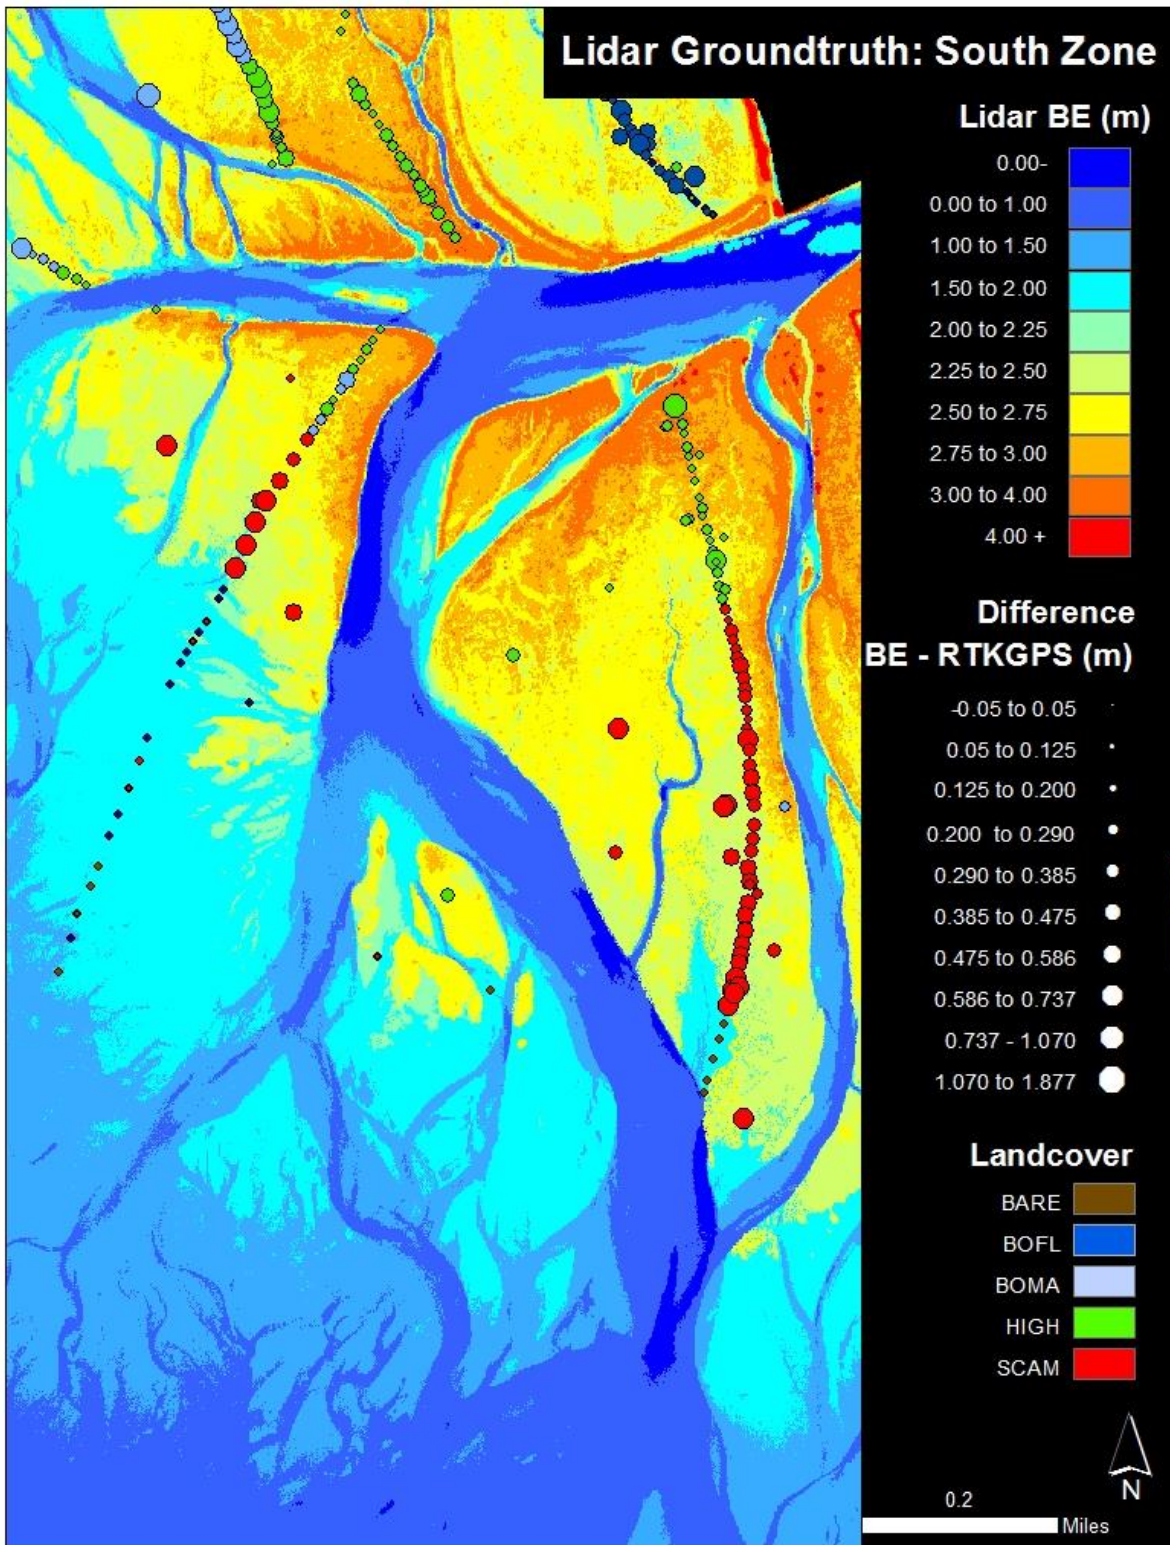 Lidar Groundtruth: South Zone
Lidar BE (m)
0.00-
0.00 to 1.00
1.00 to 1.50
1.50 to 2.00
2.00 to 2.25
2.25 to 2.50
2.50 to 2.75
2.75 to 3.00
3.00 to 4.00
4.00 +
Difference
BE - RTKGPS (m)
-0.05 to 0.05
0.05 to 0.125
0.125 to 0.200
0.200 to 0.290
0.290 to 0.385
0.385 to 0.475
0.475 to 0.586
0.586 to 0.737
0.737 - 1.070
1.070 to 1.877
Landcover
BARE
BOFL
BOMA
HIGH
SCAM
N
0.2
Miles